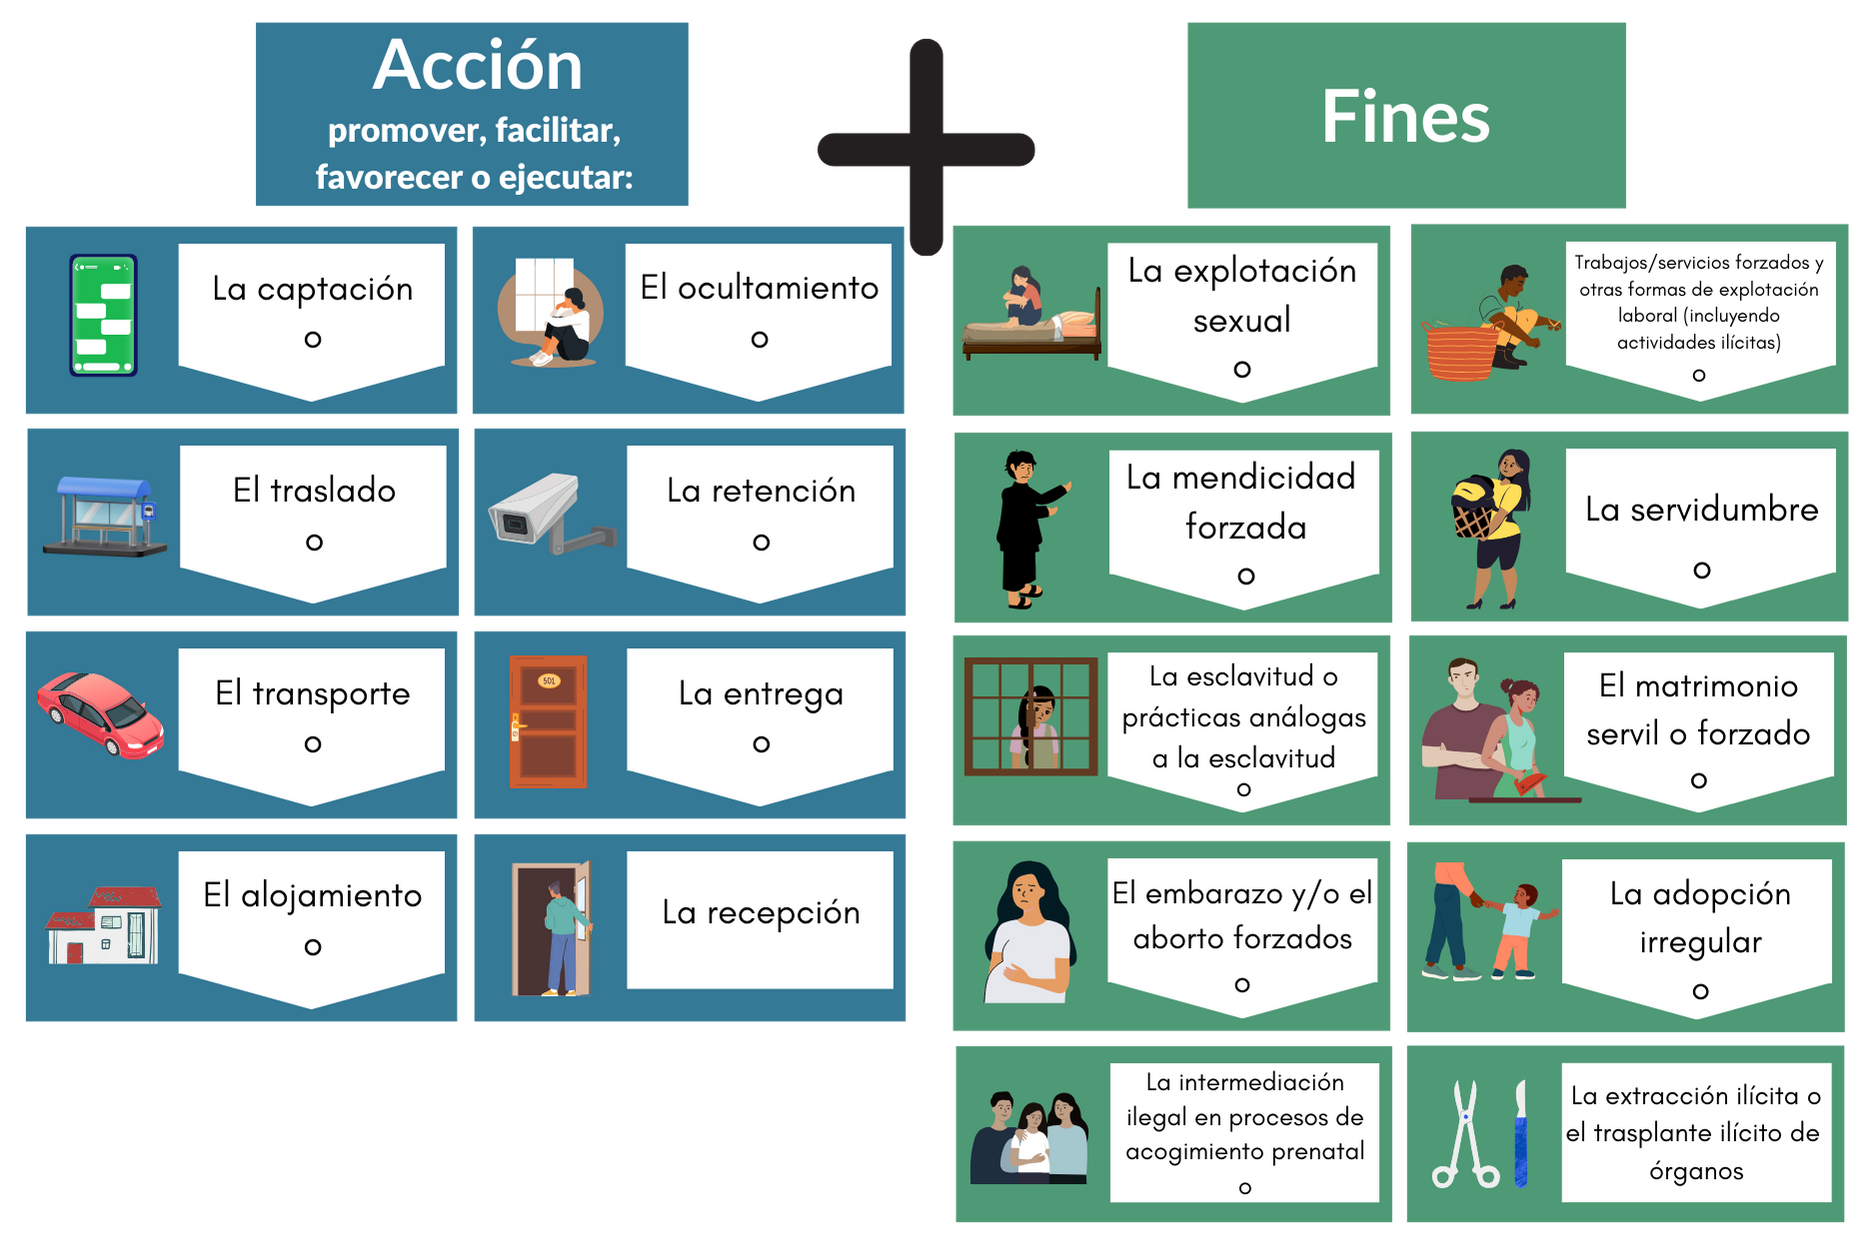 Acción
promover, facilitar,
favorecer o ejecutar:
Fines
La captación
o
El ocultamiento
o
El traslado
o
La retención
o
El transporte
o
501
La entrega
o
El alojamiento
o
La recepción
La explotación
sexual
o
Trabajos/servicios forzados y
otras formas de explotación
laboral (incluyendo
actividades ilícitas)
o
La mendicidad
forzada
o
La servidumbre
o
La esclavitud o
prácticas análogas
a la esclavitud
o
El matrimonio
servil o forzado
o
El embarazo y/o el
aborto forzados
o
La adopción
irregular
o
La intermediación
ilegal en procesos de
acogimiento prenatal
o
La extracción ilícita o
el trasplante ilícito de
órganos